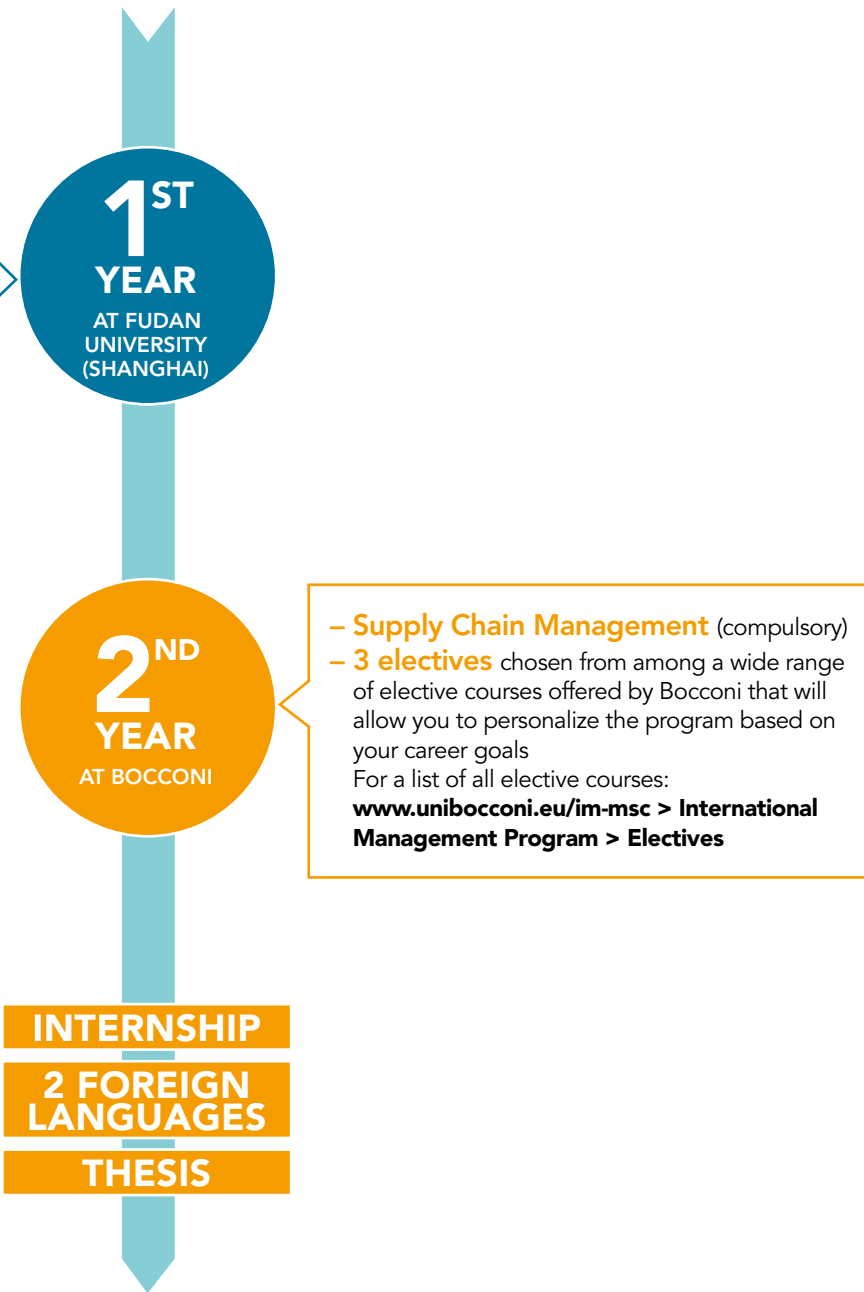 1ST
YEAR
AT FUDAN
UNIVERSITY
(SHANGHAI)
2ND
YEAR
AT BOCCONI
– Supply Chain Management (compulsory)
– 3 electives chosen from among a wide range
of elective courses offered by Bocconi that will
allow you to personalize the program based on
your career goals
For a list of all elective courses:
www.unibocconi.eu/im-msc > International
Management Program > Electives
INTERNSHIP
2 FOREIGN
LANGUAGES
THESIS